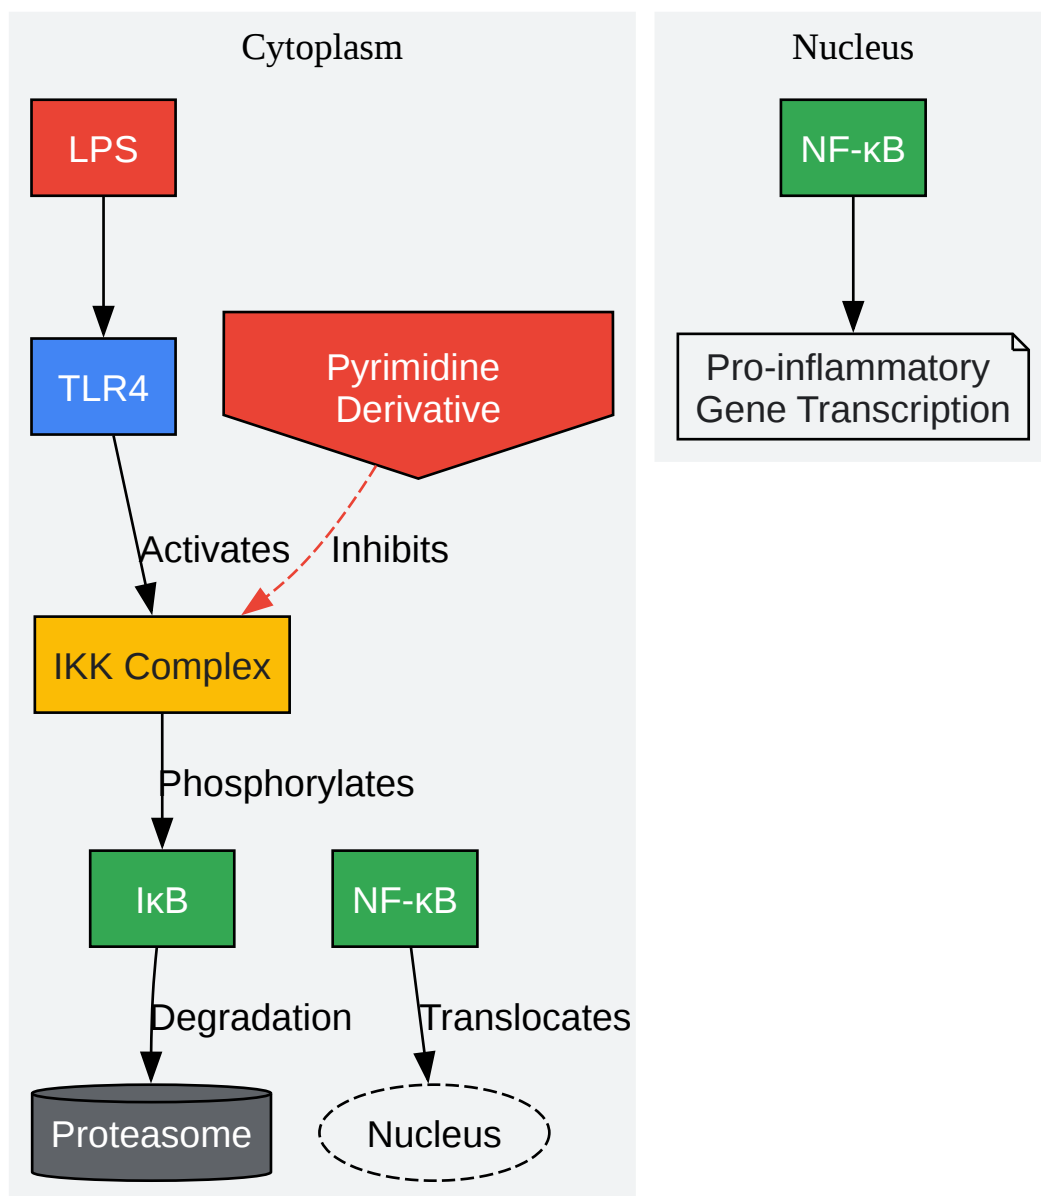 Cytoplasm
Nucleus
LPS
NF-κB
TLR4
Pyrimidine
Derivative
Pro-inflammatory
Gene Transcription
Activates
Inhibits
IKK Complex
Phosphorylates
IκB
NF-κB
Degradation
Translocates
Proteasome
Nucleus